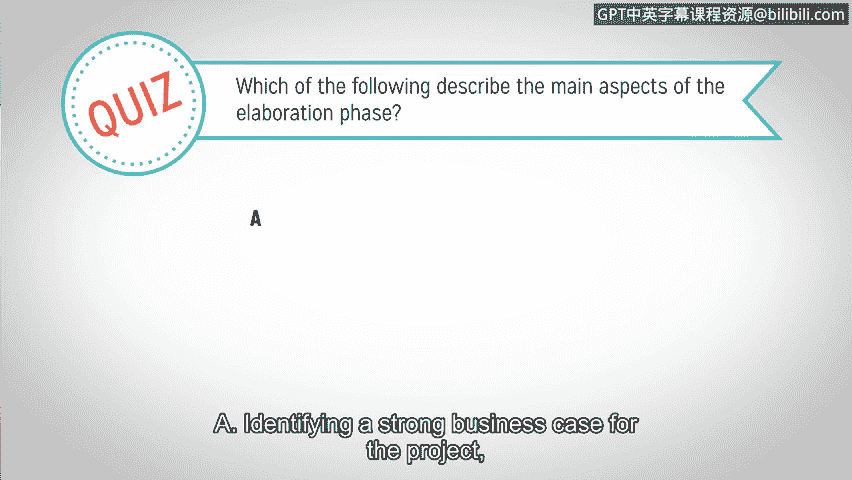 GPT中英字幕课程资源@bilibili.com
QUIZ
Which of the following describe the main aspects of the
elaboration phase?
A
A. Identifying a strong business case for
the project,